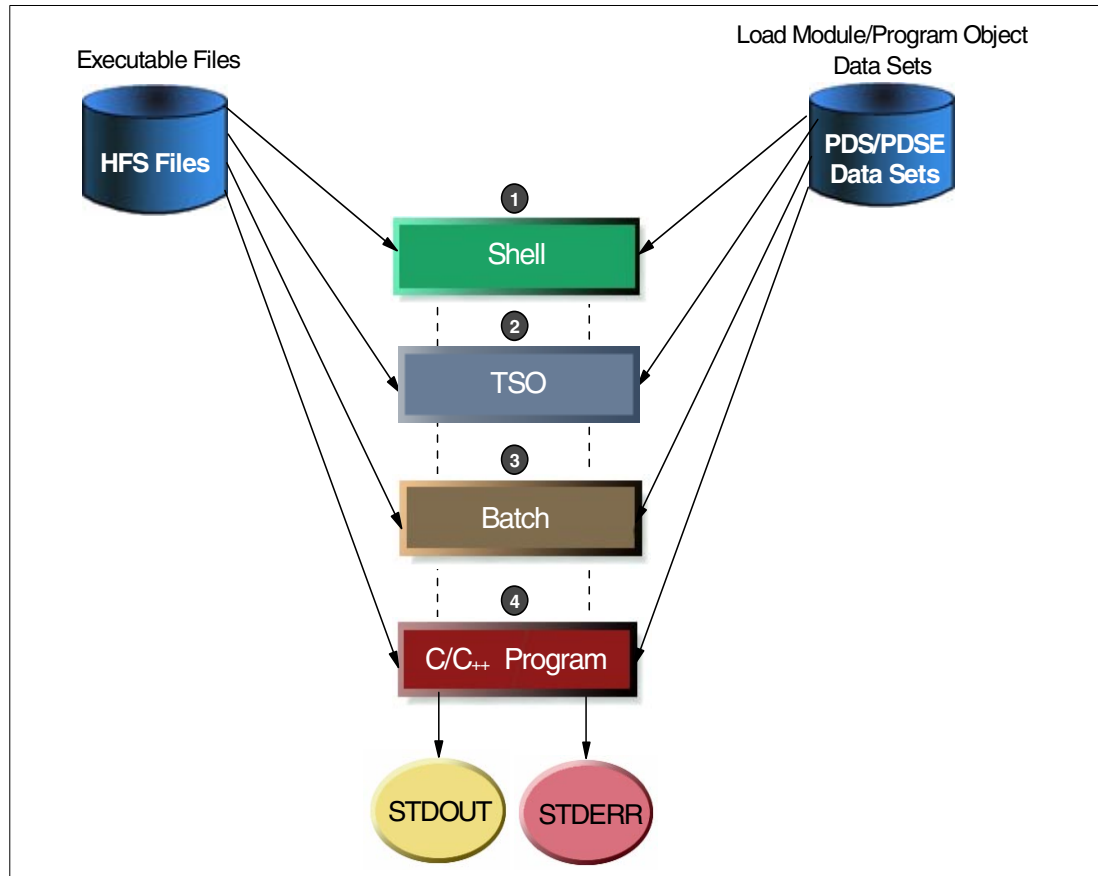 Load Module/Program Object
Data Sets
Executable Files
HFS Files
PDS/PDSE
Data Sets
1
Shell
2
TSO
3
Batch
4
C/C++ Program
STDOUT
STDERR